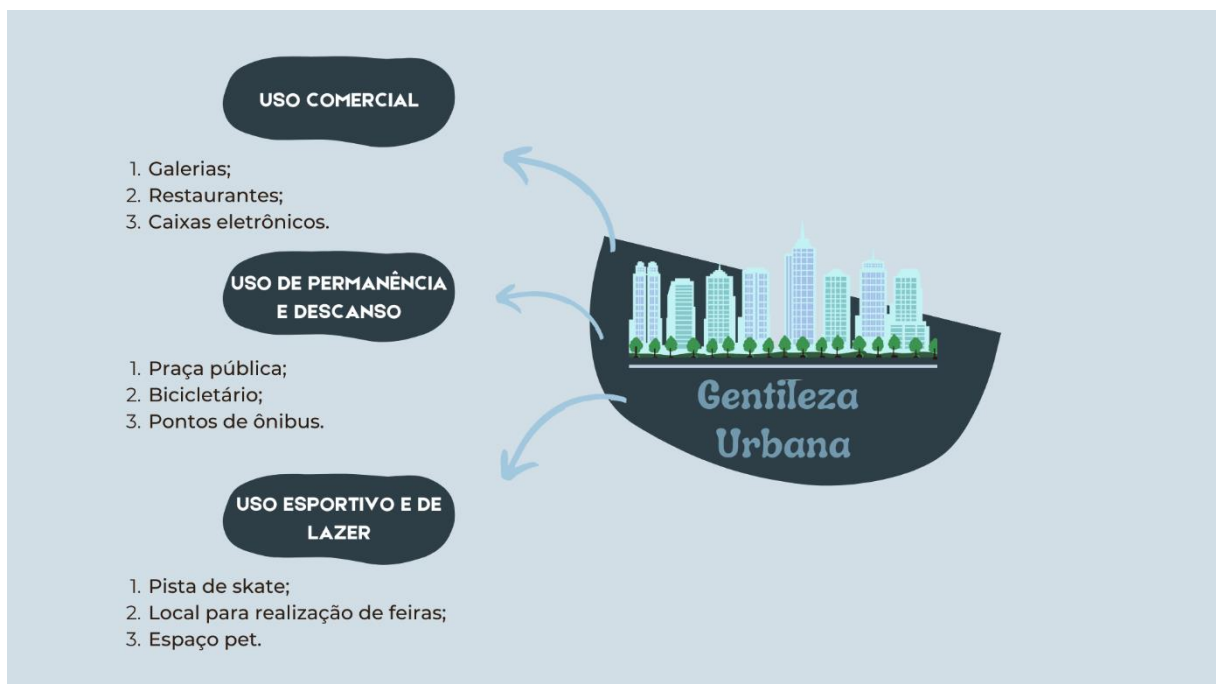 USO COMERCIAL
1. Galerias;
2. Restaurantes;
3. Caixas eletrônicos.
USO DE PERMANÊNCIA
E DESCANSO
1. Praça pública;
2. Bicicletário;
3. Pontos de ônibus.
USO ESPORTIVO E DE
LAZER
1. Pista de skate;
2. Local para realização de feiras;
3. Espaço pet.
Gentileza
Urbana